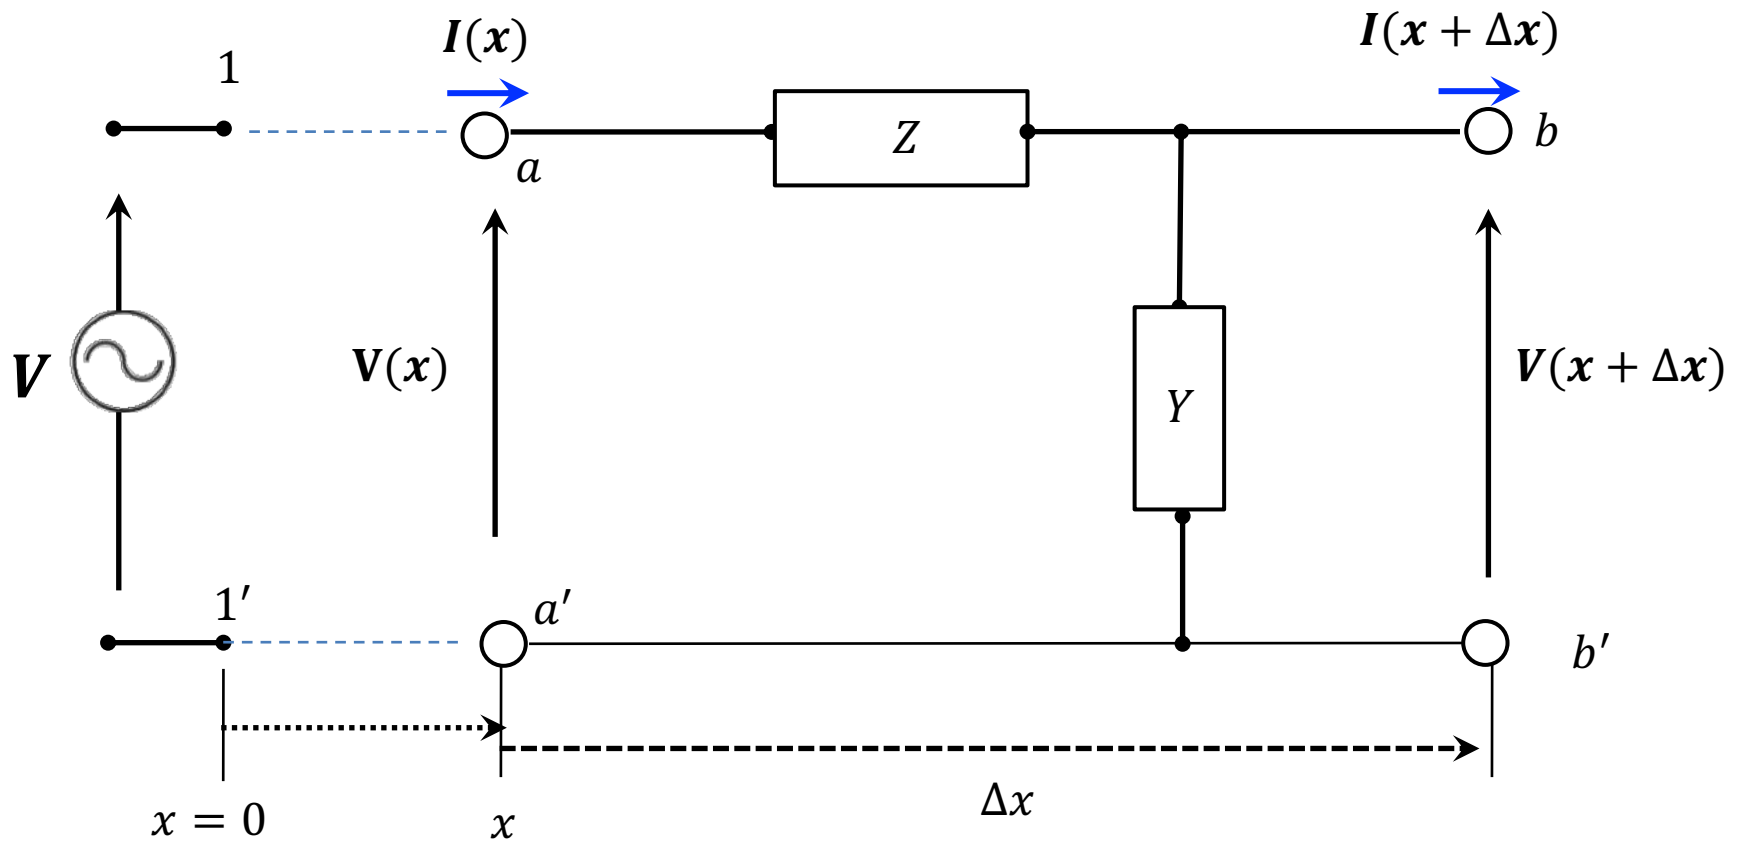 I(x)
I(x + Δx)
1
a
Z
b
V
V(x)
Y
V(x + Δx)
1′
a′
b′
x = 0
x
Δx